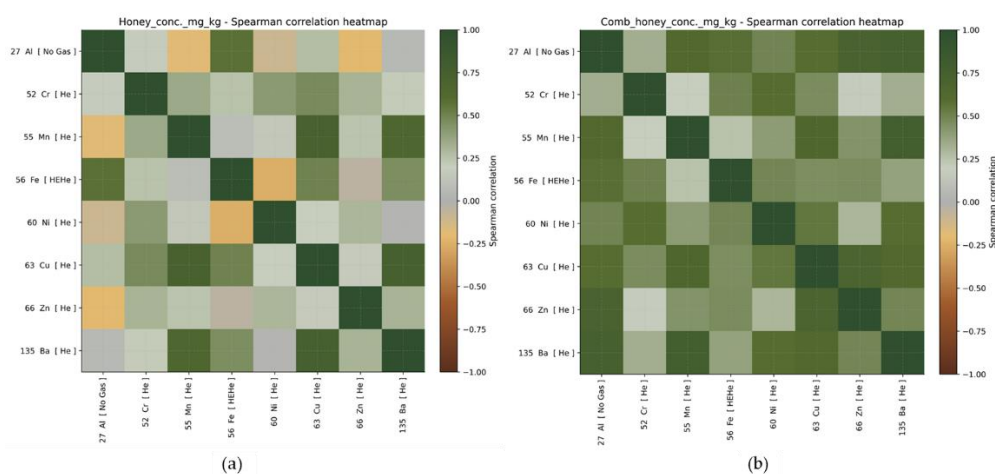 Honey_conc._mg_kg - Spearman correlation heatmap
27 Al [ No Gas ]
52 Cr [ He ]
55 Mn [ He ]
56 Fe [ HEHe ]
60 Ni [ He ]
63 Cu [ He ]
66 Zn [ He ]
135 Ba [ He ]
27 Al [ No Gas ]
52 Cr [ He ]
55 Mn [ He ]
56 Fe [ HEHe ]
60 Ni [ He ]
63 Cu [ He ]
66 Zn [ He ]
135 Ba [ He ]
1.00
0.75
0.50
0.25
0.00
−0.25
−0.50
−0.75
−1.00
Spearman correlation
(a)
Comb_honey_conc._mg_kg - Spearman correlation heatmap
27 Al [ No Gas ]
52 Cr [ He ]
55 Mn [ He ]
56 Fe [ HEHe ]
60 Ni [ He ]
63 Cu [ He ]
66 Zn [ He ]
135 Ba [ He ]
27 Al [ No Gas ]
52 Cr [ He ]
55 Mn [ He ]
56 Fe [ HEHe ]
60 Ni [ He ]
63 Cu [ He ]
66 Zn [ He ]
135 Ba [ He ]
1.00
0.75
0.50
0.25
0.00
−0.25
−0.50
−0.75
−1.00
Spearman correlation
(b)